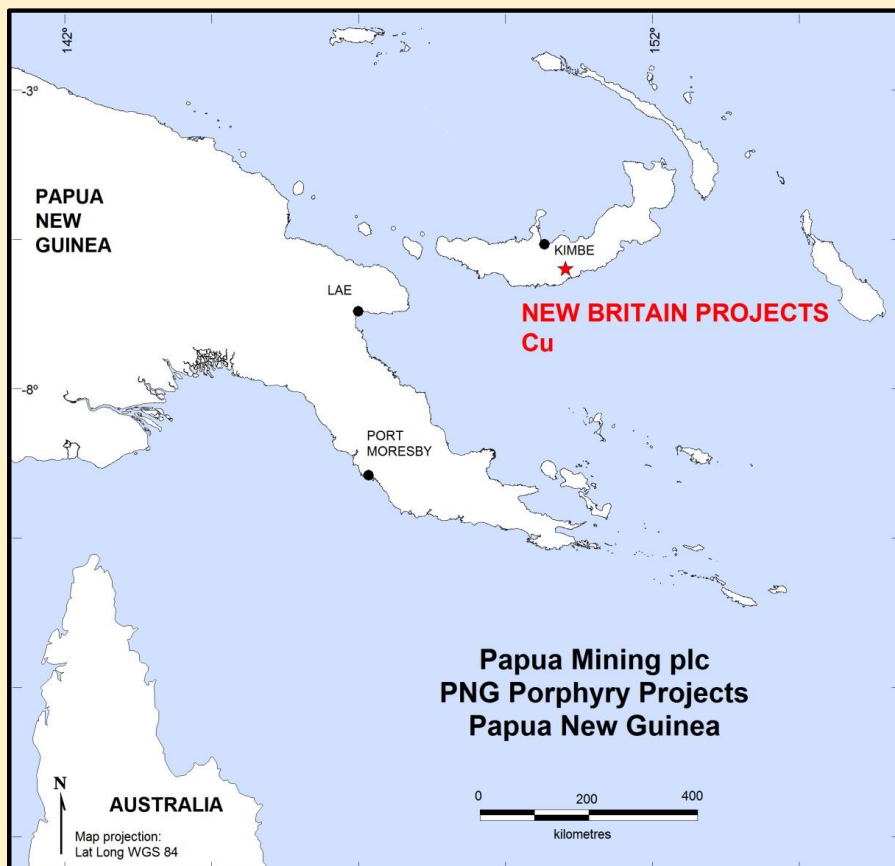 142°
152°
-3°
PAPUA
NEW
GUINEA
KIMBE
LAE
NEW BRITAIN PROJECTS
Cu
-8°
PORT
MORESBY
Papua Mining plc
PNG Porphyry Projects
Papua New Guinea
N
AUSTRALIA
0 200 400
kilometres
Map projection:
Lat Long WGS 84